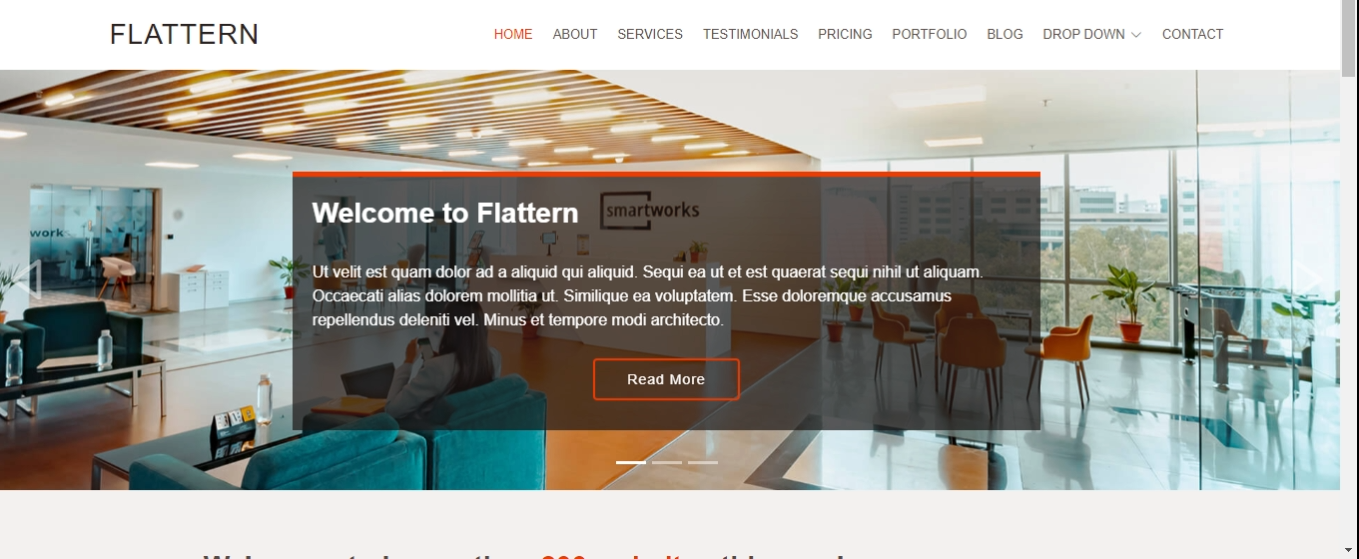 FLATTERN
HOME ABOUT SERVICES TESTIMONIALS PRICING PORTFOLIO BLOG DROP DOWN CONTACT
work
smartworks
Welcome to Flattern
Ut velit est quam dolor ad a aliquid qui aliquid. Sequi ea ut et est quaerat sequi nihil ut aliquam.
Occaecati alias dolorem mollitia ut. Similique ea voluptatem. Esse doloremque accusamus
repellendus deleniti vel. Minus et tempore modi architecto.
Read More